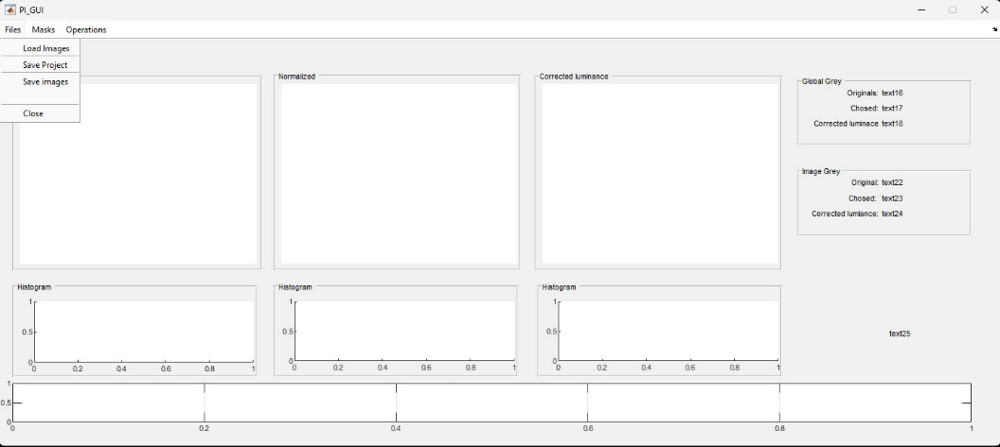 PI_GUI
Files Masks Operations
Load Images
Save Project
Save images
Close
Normalized
Corrected luminance
Global Grey
Originals: text16
Chosed: text17
Corrected luminace text18
Image Grey
Original: text22
Chosed: text23
Corrected lumiance: text24
Histogram
1
0.5
0
0 0.2 0.4 0.6 0.8 1
Histogram
1
0.5
0
0 0.2 0.4 0.6 0.8 1
Histogram
1
0.5
0
0 0.2 0.4 0.6 0.8 1
text25
1
0.5
0
0 0.2 0.4 0.6 0.8 1